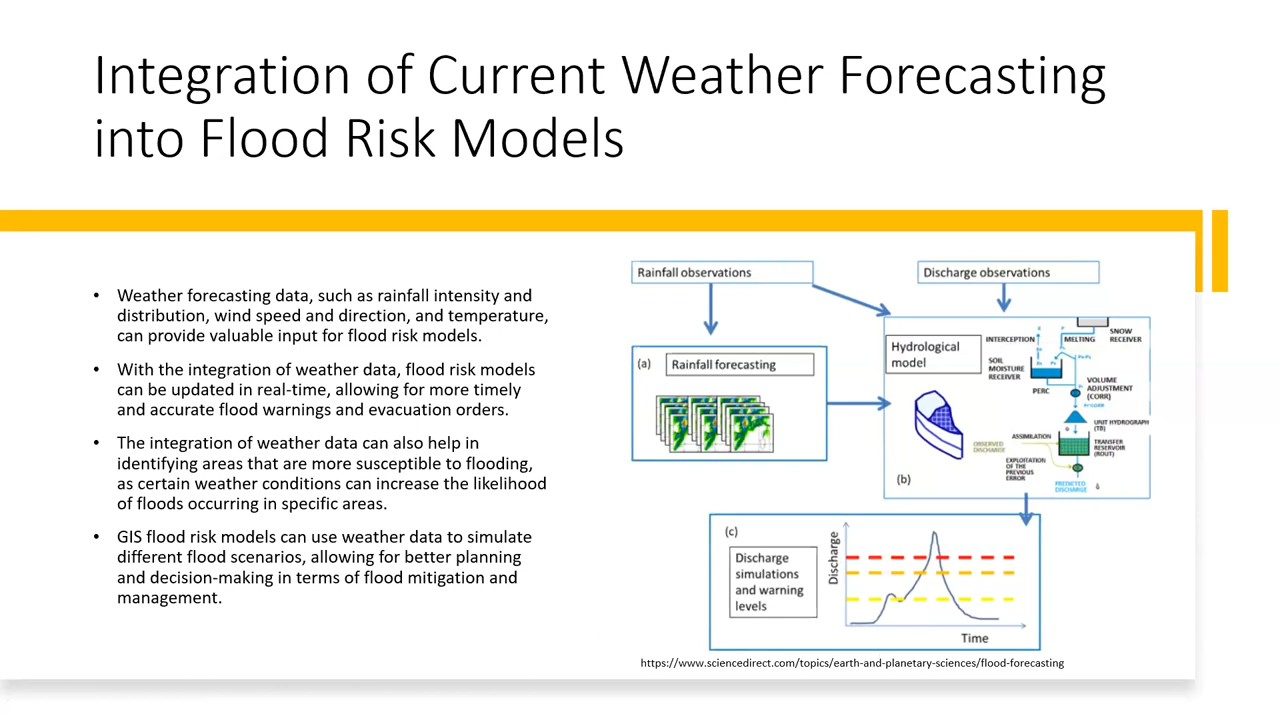 Integration of Current Weather Forecasting
into Flood Risk Models
• Weather forecasting data, such as rainfall intensity and
distribution, wind speed and direction, and temperature,
can provide valuable input for flood risk models.
• With the integration of weather data, flood risk models
can be updated in real-time, allowing for more timely
and accurate flood warnings and evacuation orders.
• The integration of weather data can also help in
identifying areas that are more susceptible to flooding,
as certain weather conditions can increase the likelihood
of floods occurring in specific areas.
• GIS flood risk models can use weather data to simulate
different flood scenarios, allowing for better planning
and decision-making in terms of flood mitigation and
management.
Rainfall observations
Discharge observations
(a)
Rainfall forecasting
Hydrological
model
(b)
INTERCEPTION
MELTING
SNOW
RECEIVER
SOIL
MOISTURE
RECEIVER
PERC
VOLUME
ADJUSTMENT
(CORR)
UNIT HYDROGRAPH
(TB)
ASSIMILATION
OBSERVED
DISCHARGE
TRANSFER
RESERVOIR
(ROUT)
EXPLOITATION
OF THE
PREVIOUS
ERROR
PREDICTED
DISCHARGE
(c)
Discharge
simulations
and warning
levels
Discharge
Time
https://www.sciencedirect.com/topics/earth-and-planetary-sciences/flood-forecasting